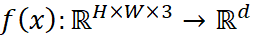 f(x): ℝ^{H×W×3} → ℝ^d